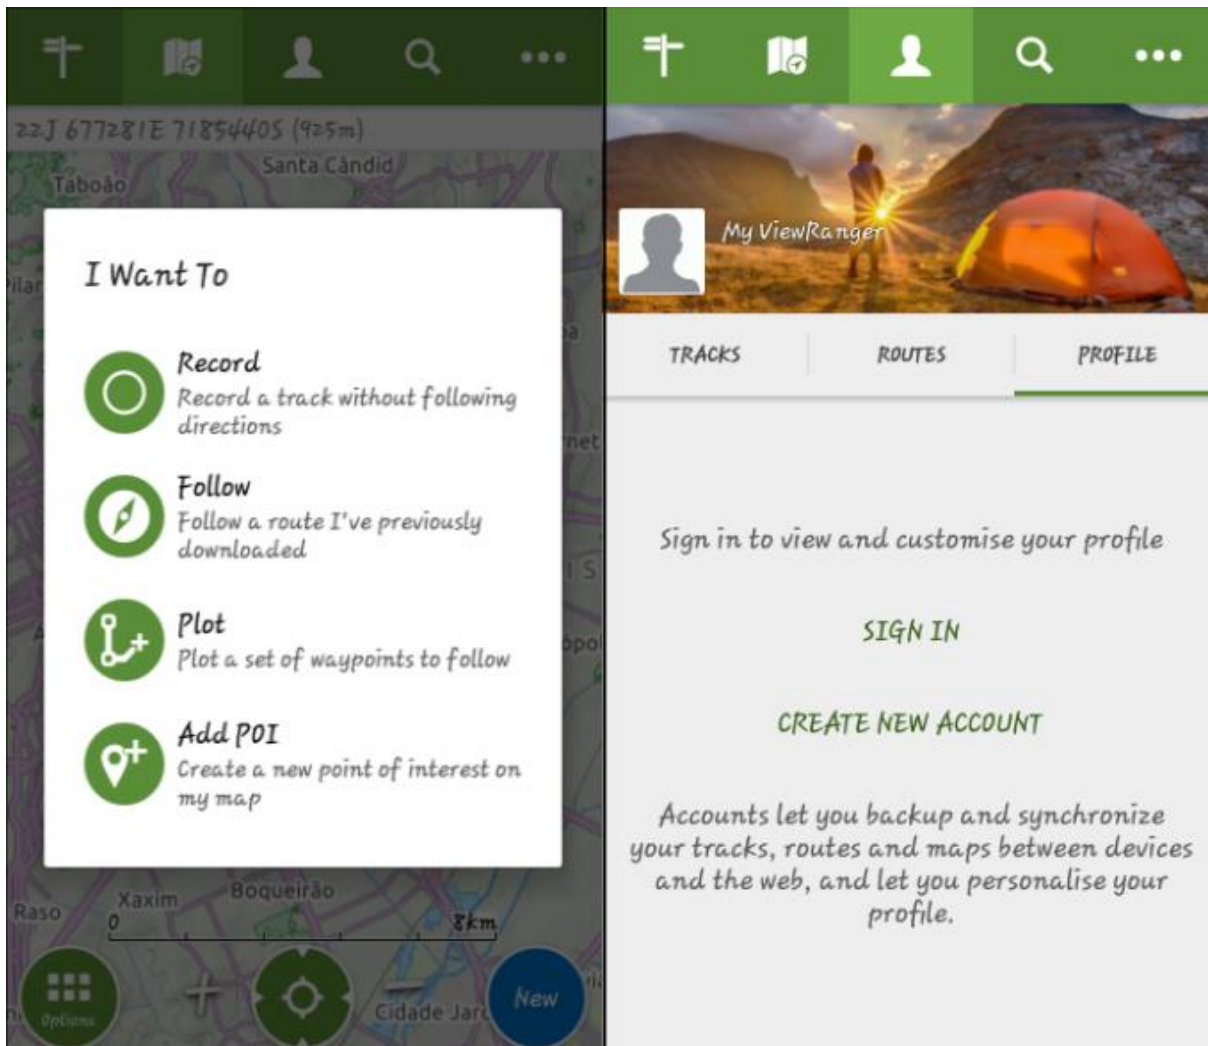 22J 677281E 7185440S (925m)
Santa Cândid
Taboão
Pilar
I Want To
Record
Record a track without following
directions
Follow
Follow a route I've previously
downloaded
Plot
Plot a set of waypoints to follow
Add POI
Create a new point of interest on
my map
Xaxim
Boqueirão
Raso
0
8km
Options
Cidade Jard
New
My ViewRanger
TRACKS
ROUTES
PROFILE
Sign in to view and customise your profile
SIGN IN
CREATE NEW ACCOUNT
Accounts let you backup and synchronize
your tracks, routes and maps between devices
and the web, and let you personalise your
profile.